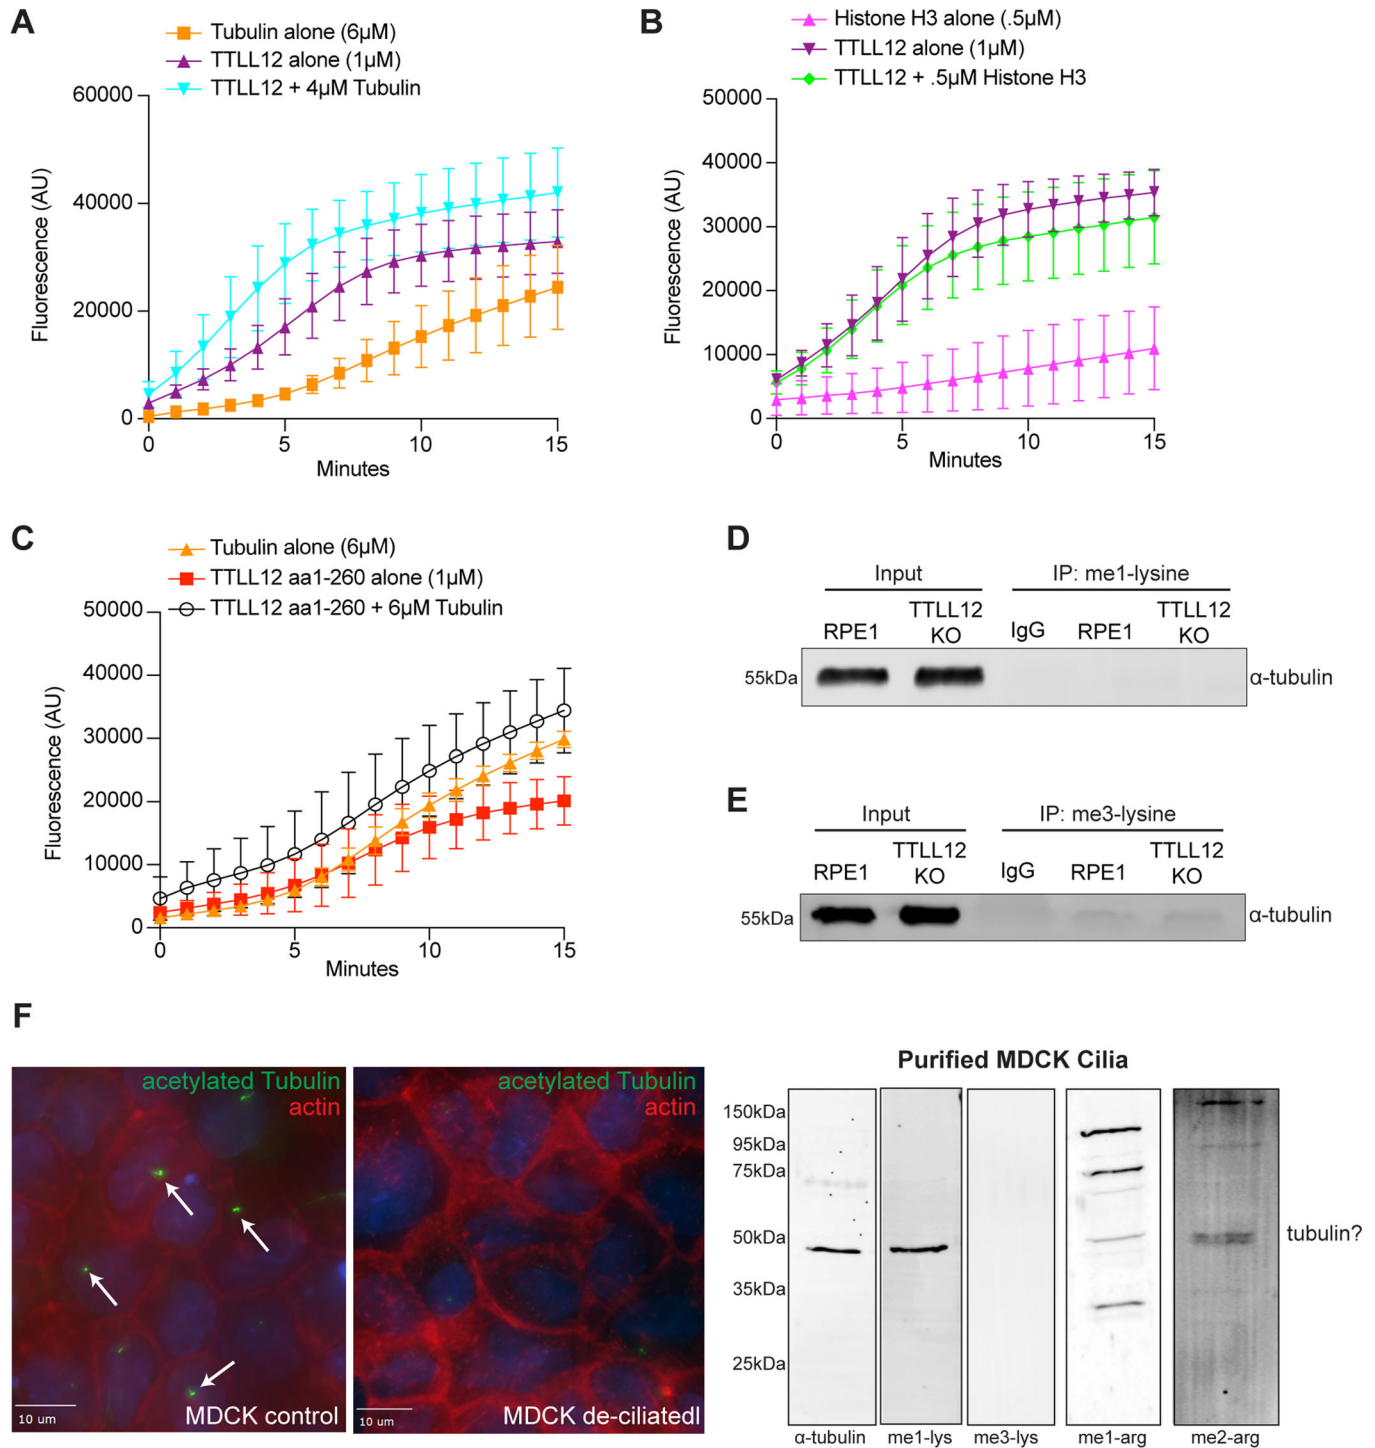 A
Tubulin alone (6μM)
TTLL12 alone (1μM)
TTLL12 + 4μM Tubulin
60000
40000
20000
0
Fluorescence (AU)
0 5 10 15
Minutes
B
Histone H3 alone (.5μM)
TTLL12 alone (1μM)
TTLL12 + .5μM Histone H3
50000
40000
30000
20000
10000
0
Fluorescence (AU)
0 5 10 15
Minutes
C
Tubulin alone (6μM)
TTLL12 aa1-260 alone (1μM)
TTLL12 aa1-260 + 6μM Tubulin
50000
40000
30000
20000
10000
0
Fluorescence (AU)
0 5 10 15
Minutes
D
Input IP: me1-lysine
RPE1 TTLL12 KO IgG RPE1 TTLL12 KO
55kDa α-tubulin
E
Input IP: me3-lysine
RPE1 TTLL12 KO IgG RPE1 TTLL12 KO
55kDa α-tubulin
F
acetylated Tubulin
actin
10 um
MDCK control
acetylated Tubulin
actin
10 um
MDCK de-ciliatedl
Purified MDCK Cilia
150kDa
95kDa
75kDa
50kDa
35kDa
25kDa
tubulin?
α-tubulin me1-lys me3-lys me1-arg me2-arg